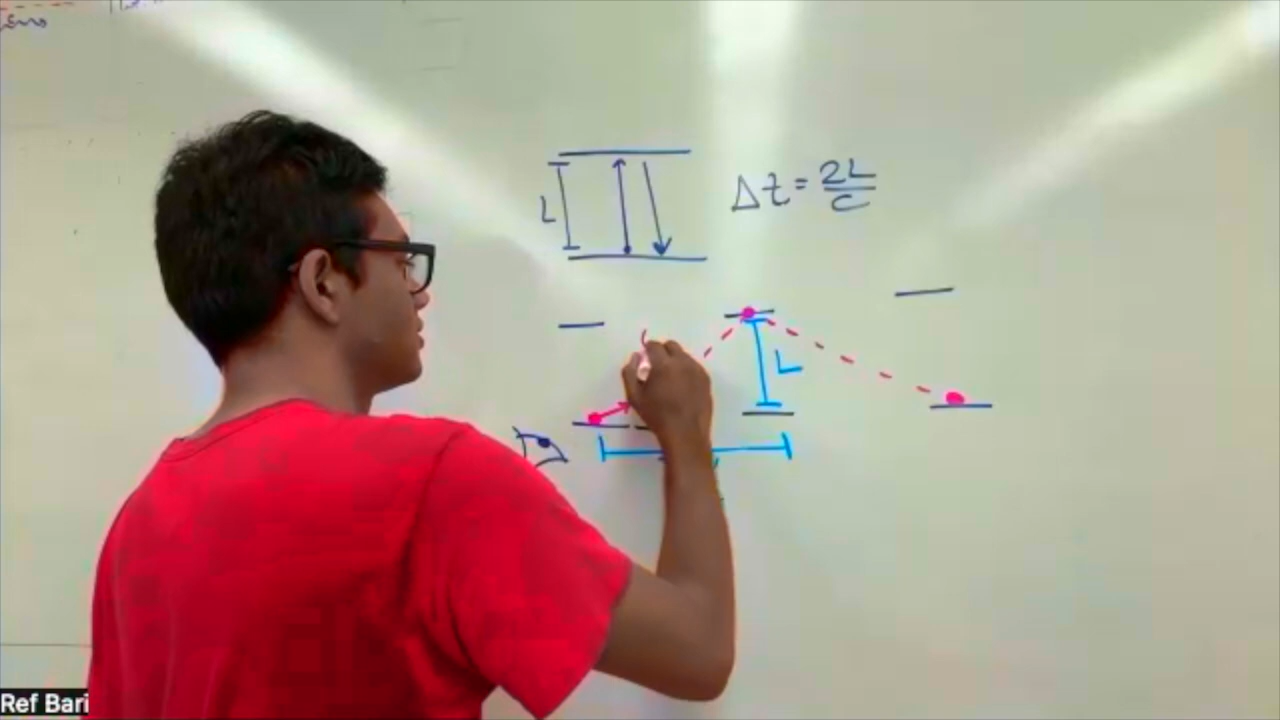 L
Δt = 2L/C
L
Ref Bari